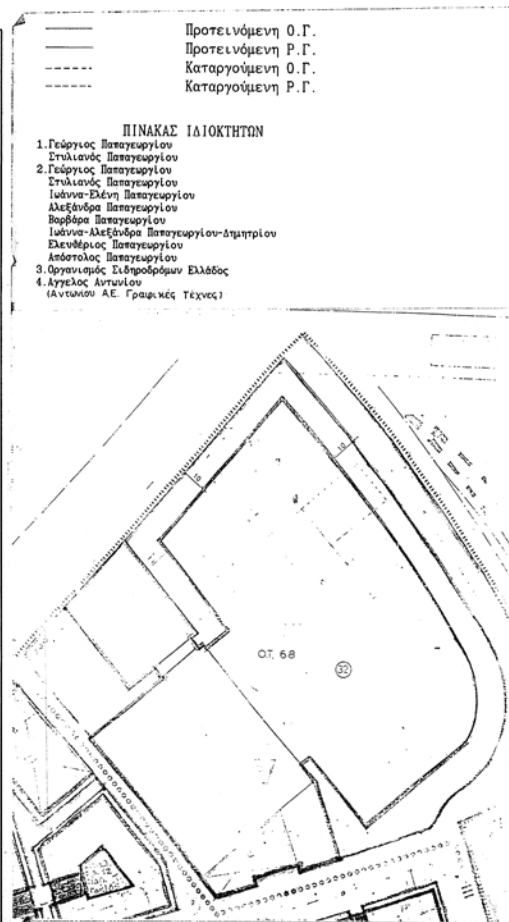 Προτεινόμενη Ο.Γ.
Προτεινόμενη Ρ.Γ.
Καταργούμενη Ο.Γ.
Καταργούμενη Ρ.Γ.
ΠΙΝΑΚΑΣ ΙΔΙΟΚΤΗΤΩΝ
1.Γεώργιος Παπαγεωργίου
Στυλιανός Παπαγεωργίου
2.Γεώργιος Παπαγεωργίου
Στυλιανός Παπαγεωργίου
Ιωάννα-Ελένη Παπαγεωργίου
Αλεξάνδρα Παπαγεωργίου
Βαρβάρα Παπαγεωργίου
Ιωάννα-Αλεξάνδρα Παπαγεωργίου-Δημητρίου
Ελευθέριος Παπαγεωργίου
Απόστολος Παπαγεωργίου
3.Οργανισμός Σιδηροδρόμων Ελλάδος
4.Αγγελος Αντωνίου
(Αντωνίου Α.Ε. Γραφικές Τέχνες)
10
10
Ο.Τ. 68
32